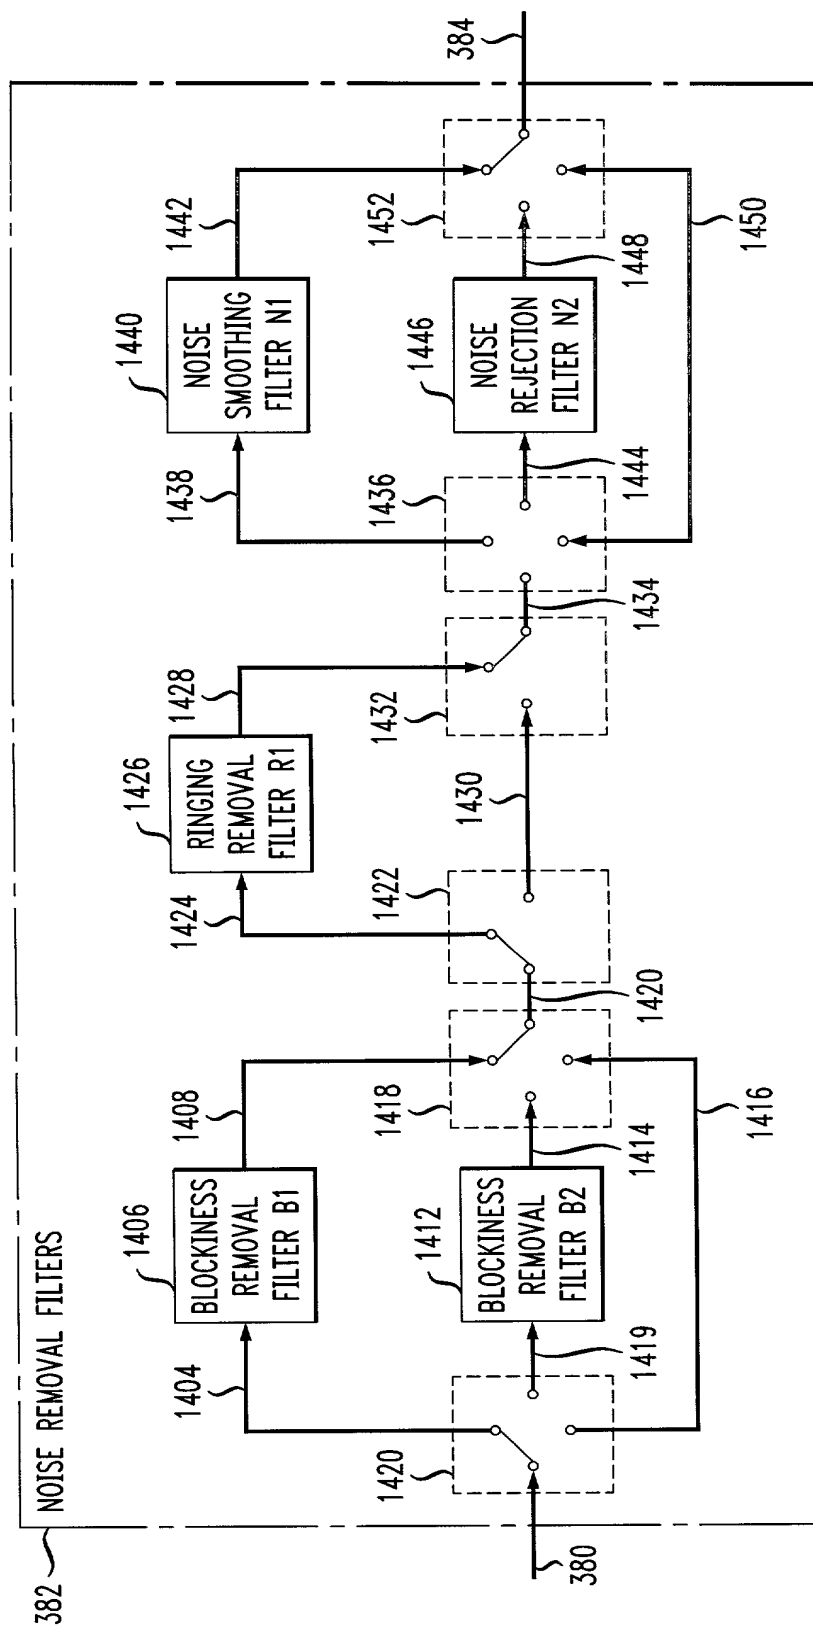 382
NOISE REMOVAL FILTERS
380
1420
1404
1419
1416
1406
BLOCKINESS
REMOVAL
FILTER B1
1412
BLOCKINESS
REMOVAL
FILTER B2
1408
1414
1418
1420
1422
1424
1426
RINGING
REMOVAL
FILTER R1
1428
1430
1432
1434
1436
1438
1444
1440
NOISE
SMOOTHING
FILTER N1
1446
NOISE
REJECTION
FILTER N2
1442
1448
1452
1450
384